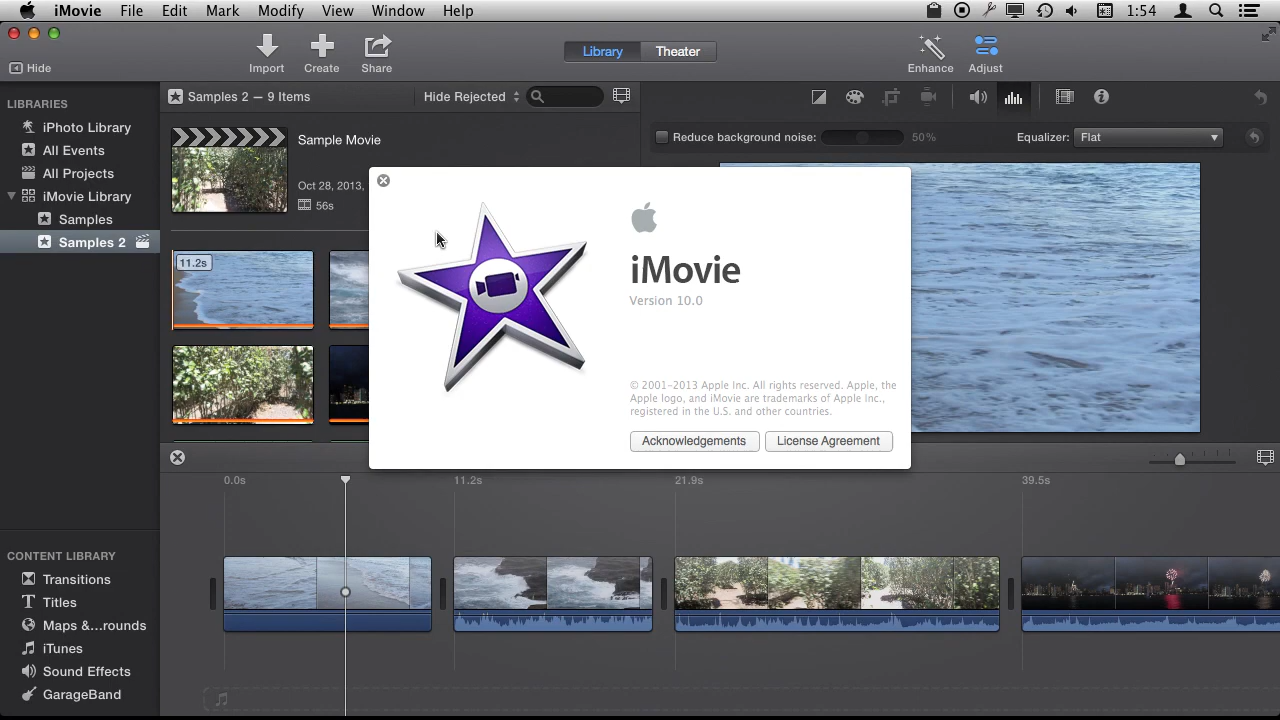 iMovie File Edit Mark Modify View Window Help 1:54
Hide Import Create Share Library Theater Enhance Adjust
LIBRARIES
iPhoto Library
All Events
All Projects
iMovie Library
Samples
Samples 2
CONTENT LIBRARY
Transitions
Titles
Maps &...rounds
iTunes
Sound Effects
GarageBand
Samples 2 — 9 Items Hide Rejected
Sample Movie
Oct 28, 2013,
56s
11.2s
Reduce background noise: 50% Equalizer: Flat
iMovie
Version 10.0
© 2001–2013 Apple Inc. All rights reserved. Apple, the
Apple logo, and iMovie are trademarks of Apple Inc.,
registered in the U.S. and other countries.
Acknowledgements License Agreement
0.0s 11.2s 21.9s 39.5s